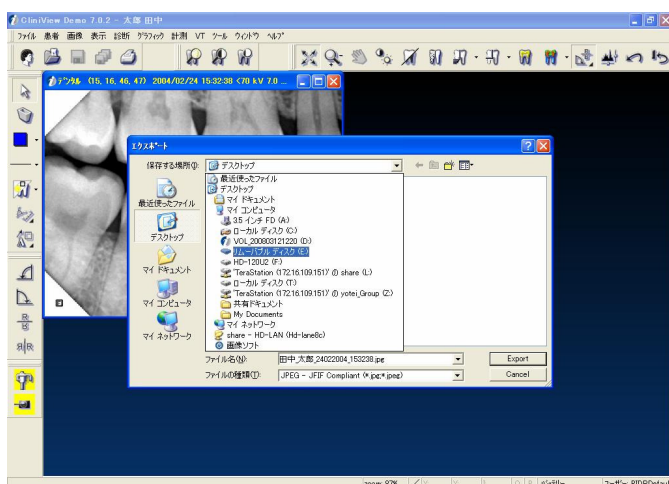 CliniView Demo 7.0.2 - 太郎 田中
ファイル 患者 画像 表示 診断 グラフィック 計測 VT ツール ウィンドウ ヘルプ
デンタル (15, 16, 46, 47) 2004/02/24 15:32:38 <70 kV 7.0 ...
エクスポート
保存する場所(I):
デスクトップ
最近使ったファイル
デスクトップ
マイ ドキュメント
マイ コンピュータ
3.5 インチ FD (A:)
ローカル ディスク (C:)
VOL_200803121220 (D:)
リムーバブル ディスク (E:)
HD-120U2 (F:)
'TeraStation (172.16.109.151)' の share (L:)
ローカル ディスク (T:)
'TeraStation (172.16.109.151)' の yotei_Group (Z:)
共有ドキュメント
My Documents
マイ ネットワーク
share - HD-LAN (Hd-lane8c)
画像ソフト
最近使ったファイル
デスクトップ
マイ ドキュメント
マイ コンピュータ
マイ ネットワーク
ファイル名(N):
田中_太郎_24022004_153238.jpg
Export
ファイルの種類(T):
JPEG - JFIF Compliant (*.jpg;*.jpeg)
Cancel
R
R
R|R